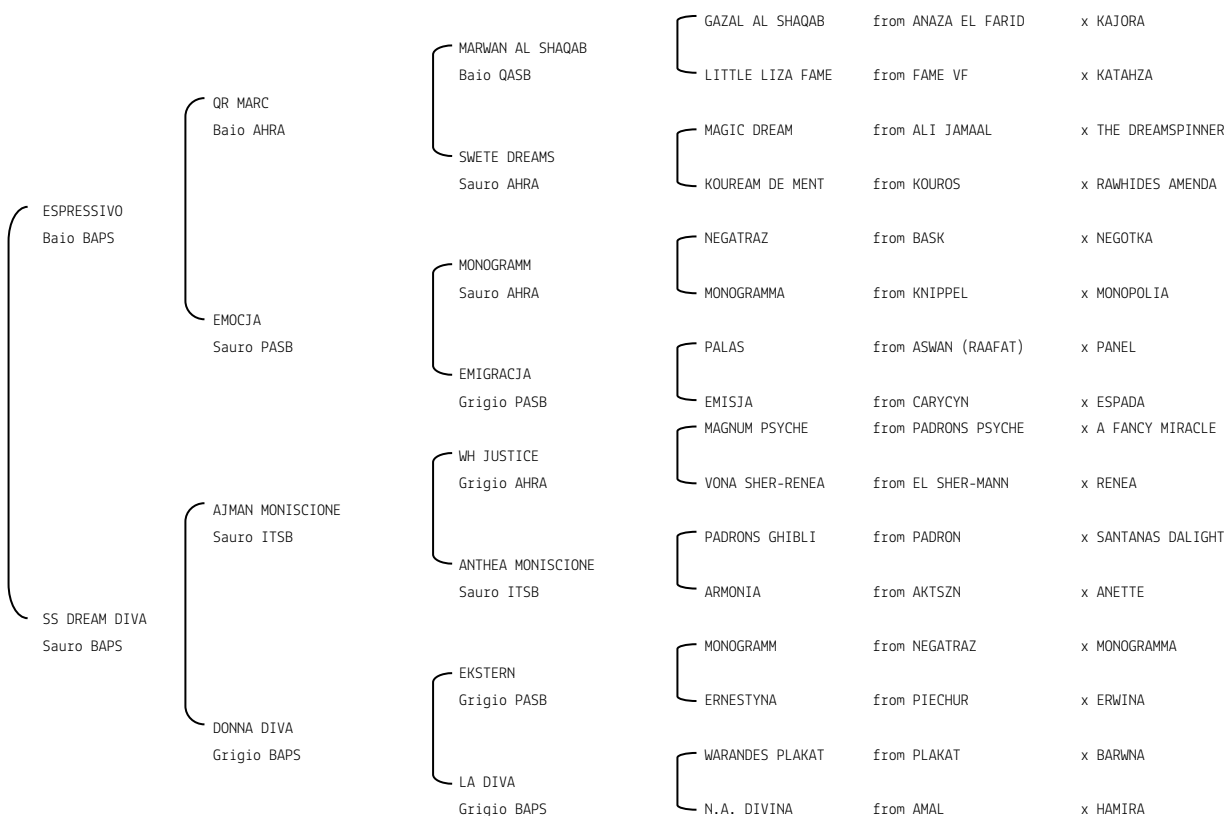 GAZAL AL SHAQAB from ANAZA EL FARID x KAJORA
MARWAN AL SHAQAB
Baio QASB
LITTLE LIZA FAME from FAME VF x KATAHZA
QR MARC
Baio AHRA
MAGIC DREAM from ALI JAMAAL x THE DREAMSPINNER
SWETE DREAMS
Sauro AHRA
KOUREAM DE MENT from KOUROS x RAWHIDES AMENDA
ESPRESSIVO
Baio BAPS
NEGATRAZ from BASK x NEGOTKA
MONOGRAMM
Sauro AHRA
MONOGRAMMA from KNIPPEL x MONOPOLIA
EMOCJA
Sauro PASB
PALAS from ASWAN (RAAFAT) x PANEL
EMIGRACJA
Grigio PASB
EMISJA from CARYCYN x ESPADA
MAGNUM PSYCHE from PADRONS PSYCHE x A FANCY MIRACLE
WH JUSTICE
Grigio AHRA
VONA SHER-RENEA from EL SHER-MANN x RENEA
AJMAN MONISCIONE
Sauro ITSB
PADRONS GHIBLI from PADRON x SANTANAS DALIGHT
ANTHEA MONISCIONE
Sauro ITSB
ARMONIA from AKTSZN x ANETTE
SS DREAM DIVA
Sauro BAPS
MONOGRAMM from NEGATRAZ x MONOGRAMMA
EKSTERN
Grigio PASB
ERNESTYNA from PIECHUR x ERWINA
DONNA DIVA
Grigio BAPS
WARANDES PLAKAT from PLAKAT x BARWNA
LA DIVA
Grigio BAPS
N.A. DIVINA from AMAL x HAMIRA